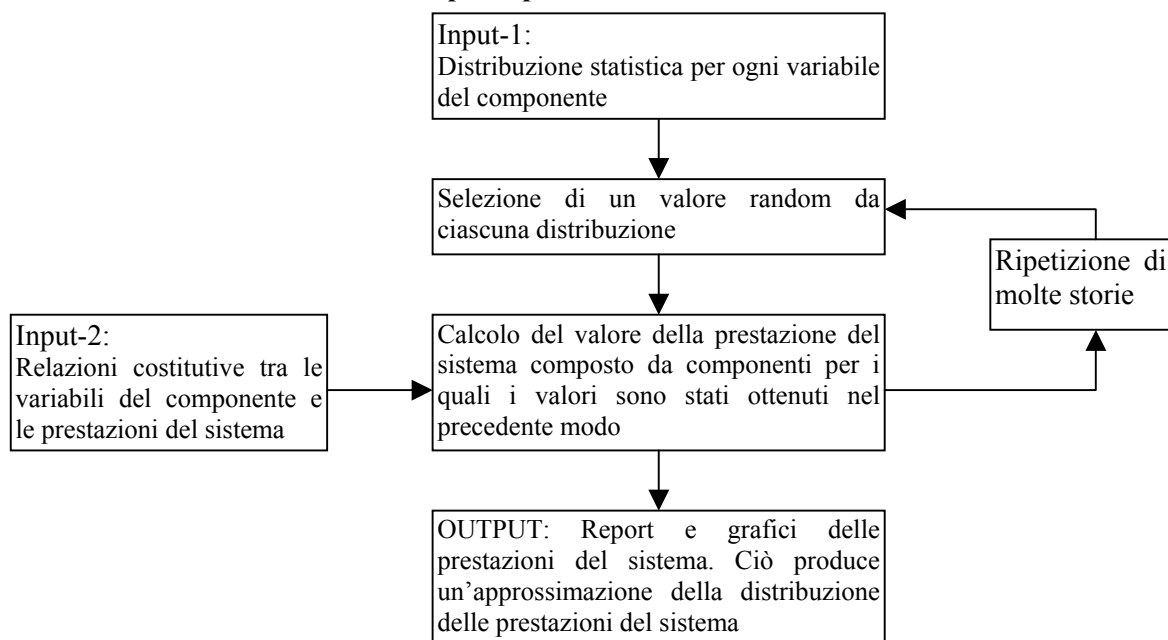 Input-1:
Distribuzione statistica per ogni variabile
del componente
Selezione di un valore random da
ciascuna distribuzione
Ripetizione di
molte storie
Input-2:
Relazioni costitutive tra le
variabili del componente e
le prestazioni del sistema
Calcolo del valore della prestazione del
sistema composto da componenti per i
quali i valori sono stati ottenuti nel
precedente modo
OUTPUT: Report e grafici delle
prestazioni del sistema. Ciò produce
un’approssimazione della distribuzione
delle prestazioni del sistema